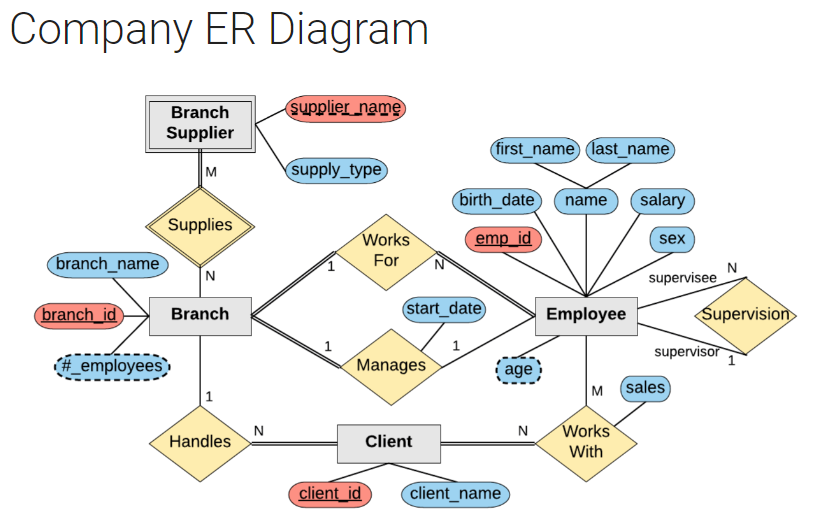 Company ER Diagram
Branch
Supplier
supplier_name
supply_type
M
Supplies
N
first_name
last_name
birth_date
name
salary
emp_id
sex
branch_name
branch_id
#_employees
Branch
Works
For
1
N
Manages
start_date
1
1
Employee
age
supervisee
N
Supervision
supervisor
1
1
Handles
N
Client
N
Works
With
M
sales
client_id
client_name